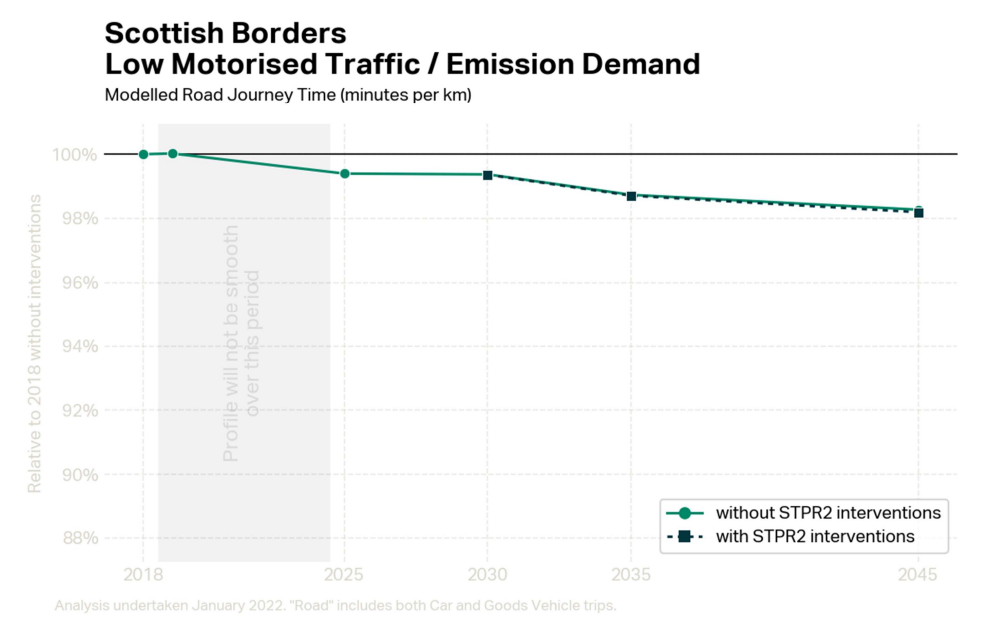 Scottish Borders
Low Motorised Traffic / Emission Demand
Modelled Road Journey Time (minutes per km)
Relative to 2018 without interventions
100%
98%
96%
94%
92%
90%
88%
Profile will not be smooth
over this period
without STPR2 interventions
with STPR2 interventions
2018
2025
2030
2035
2045
Analysis undertaken January 2022. "Road" includes both Car and Goods Vehicle trips.